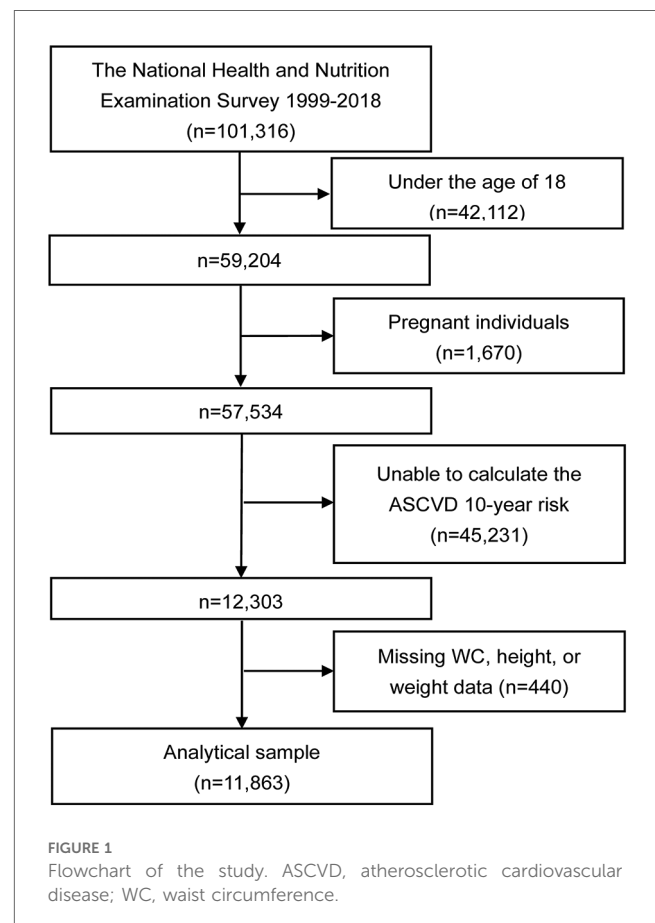 The National Health and Nutrition
Examination Survey 1999-2018
(n=101,316)
Under the age of 18
(n=42,112)
n=59,204
Pregnant individuals
(n=1,670)
n=57,534
Unable to calculate the
ASCVD 10-year risk
(n=45,231)
n=12,303
Missing WC, height, or
weight data (n=440)
Analytical sample
(n=11,863)
FIGURE 1
Flowchart of the study. ASCVD, atherosclerotic cardiovascular
disease; WC, waist circumference.